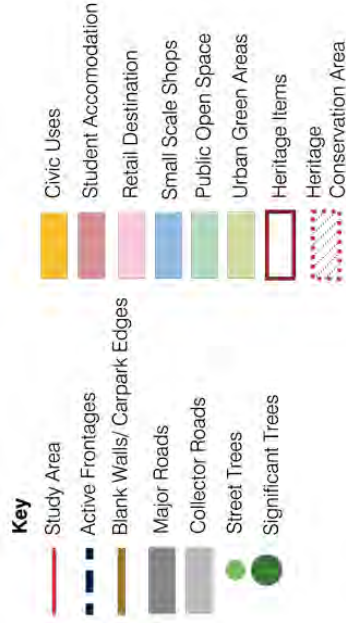 Key
Study Area
Active Frontages
Blank Walls/ Carpark Edges
Major Roads
Collector Roads
Street Trees
Significant Trees
Civic Uses
Student Accomodation
Retail Destination
Small Scale Shops
Public Open Space
Urban Green Areas
Heritage Items
Heritage
Conservation Area